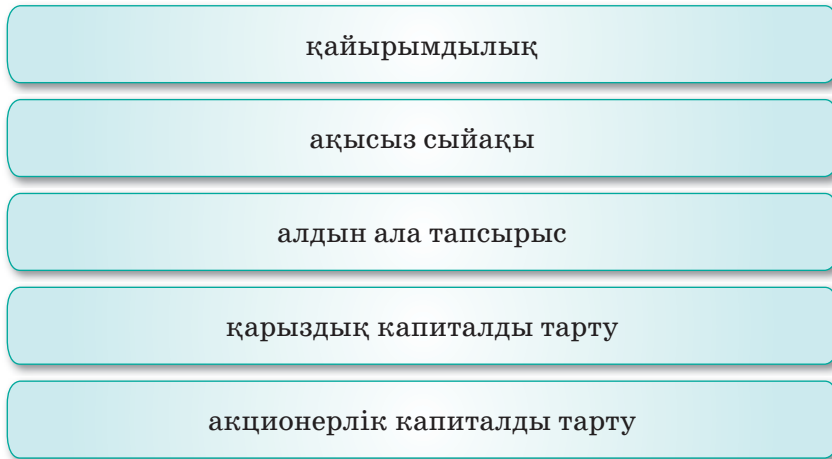 қайырымдылық
ақысыз сыйақы
алдын ала тапсырыс
қарыздық капиталды тарту
акционерлік капиталды тарту